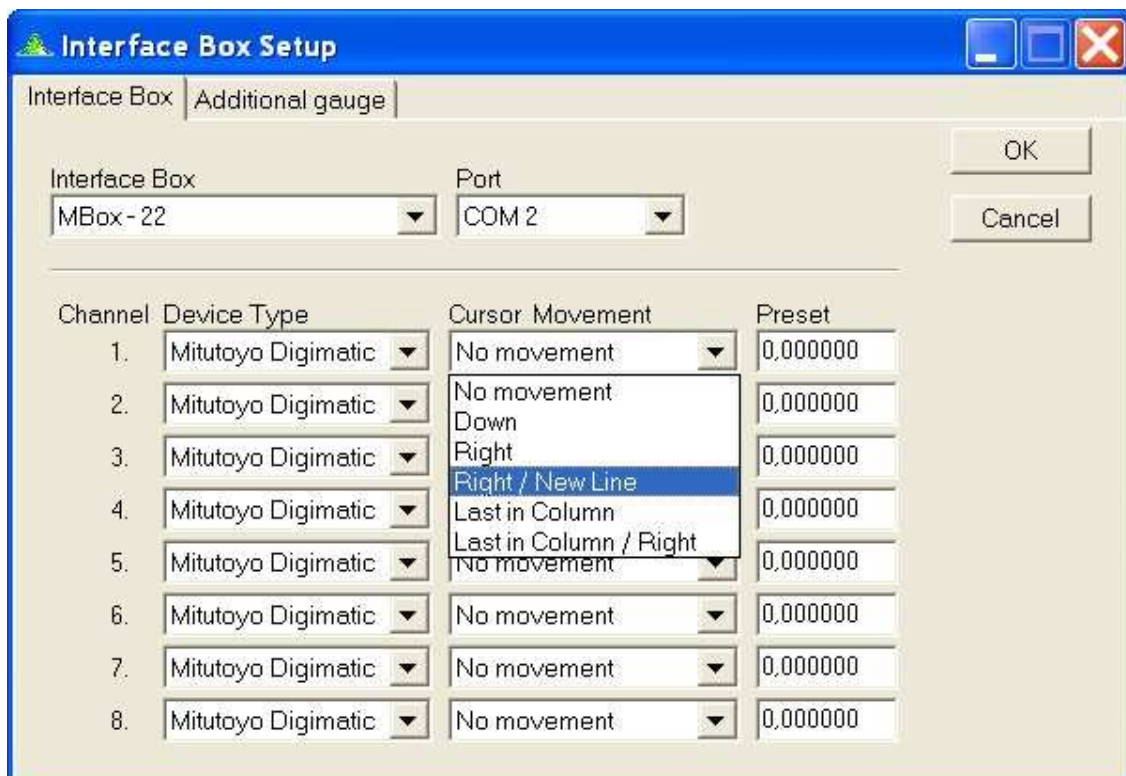 Interface Box Setup
Interface Box Additional gauge
OK
Interface Box Port
MBox - 22 COM 2 Cancel
Channel Device Type Cursor Movement Preset
1. Mitutoyo Digimatic No movement 0,000000
No movement
2. Mitutoyo Digimatic 0,000000
Down
Right
3. Mitutoyo Digimatic 0,000000
Right / New Line
4. Mitutoyo Digimatic Last in Column 0,000000
Last in Column / Right
5. Mitutoyo Digimatic No movement 0,000000
6. Mitutoyo Digimatic No movement 0,000000
7. Mitutoyo Digimatic No movement 0,000000
8. Mitutoyo Digimatic No movement 0,000000